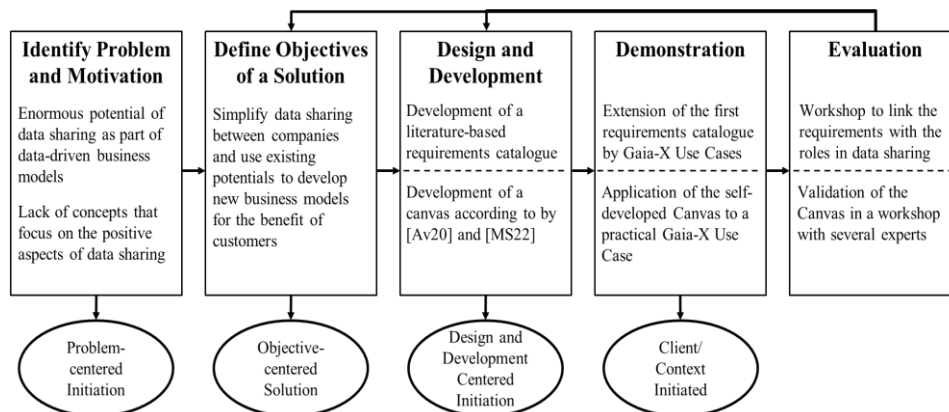 Identify Problem
and Motivation
Enormous potential of
data sharing as part of
data-driven business
models
Lack of concepts that
focus on the positive
aspects of data sharing
Define Objectives
of a Solution
Simplify data sharing
between companies
and use existing
potentials to develop
new business models
for the benefit of
customers
Design and
Development
Development of a
literature-based
requirements catalogue
Development of a
canvas according to by
[Av20] and [MS22]
Demonstration
Extension of the first
requirements catalogue
by Gaia-X Use Cases
Application of the self-
developed Canvas to a
practical Gaia-X Use
Case
Evaluation
Workshop to link the
requirements with the
roles in data sharing
Validation of the
Canvas in a workshop
with several experts
Problem-
centered
Initiation
Objective-
centered
Solution
Design and
Development
Centered
Initiation
Client/
Context
Initiated